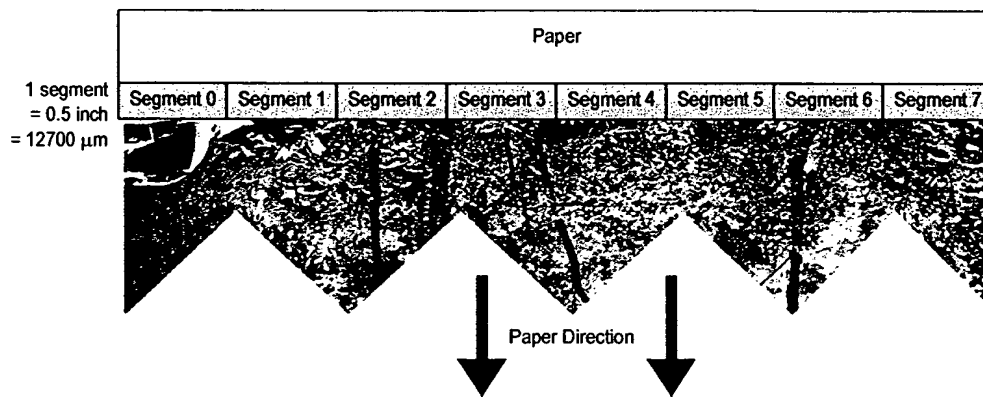 Paper
1 segment
= 0.5 inch
= 12700 µm
Segment 0 Segment 1 Segment 2 Segment 3 Segment 4 Segment 5 Segment 6 Segment 7
Paper Direction